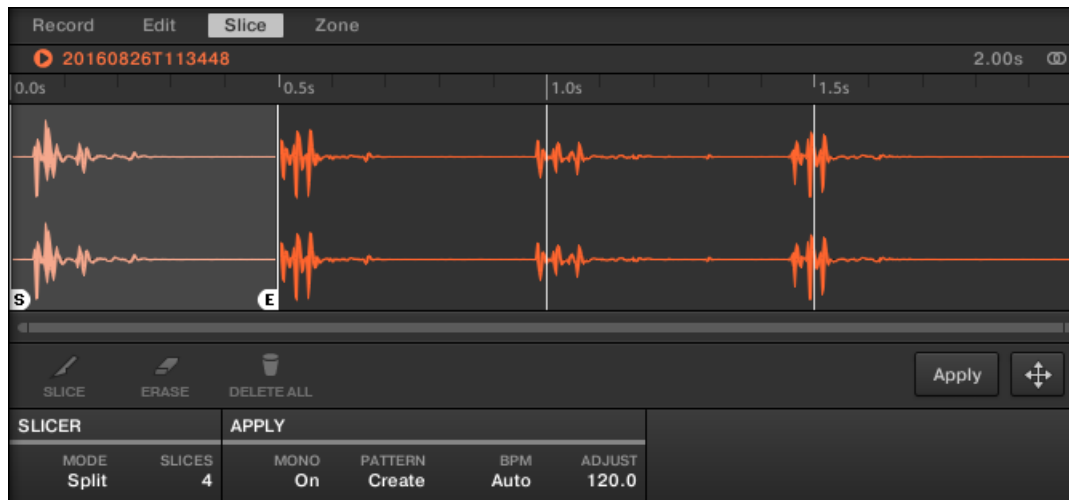 Record Edit Slice Zone
20160826T113448 2.00s
0.0s 0.5s 1.0s 1.5s
S E
SLICE ERASE DELETE ALL Apply
SLICER APPLY
MODE SLICES MONO PATTERN BPM ADJUST
Split 4 On Create Auto 120.0